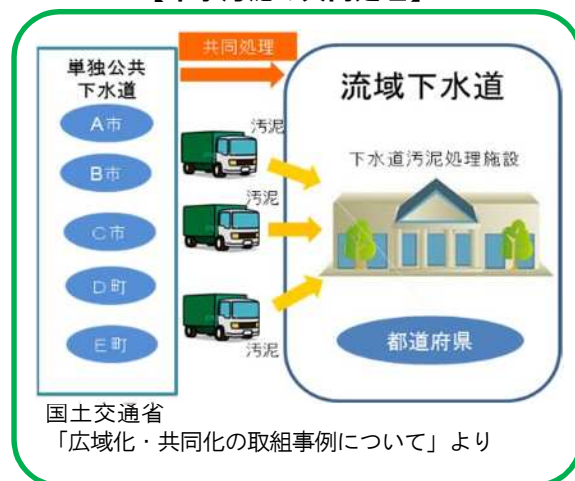 共同処理
単独公共
下水道
A市
B市
C市
D町
E町
汚泥
汚泥
汚泥
流域下水道
下水道汚泥処理施設
都道府県
国土交通省
「広域化・共同化の取組事例について」より